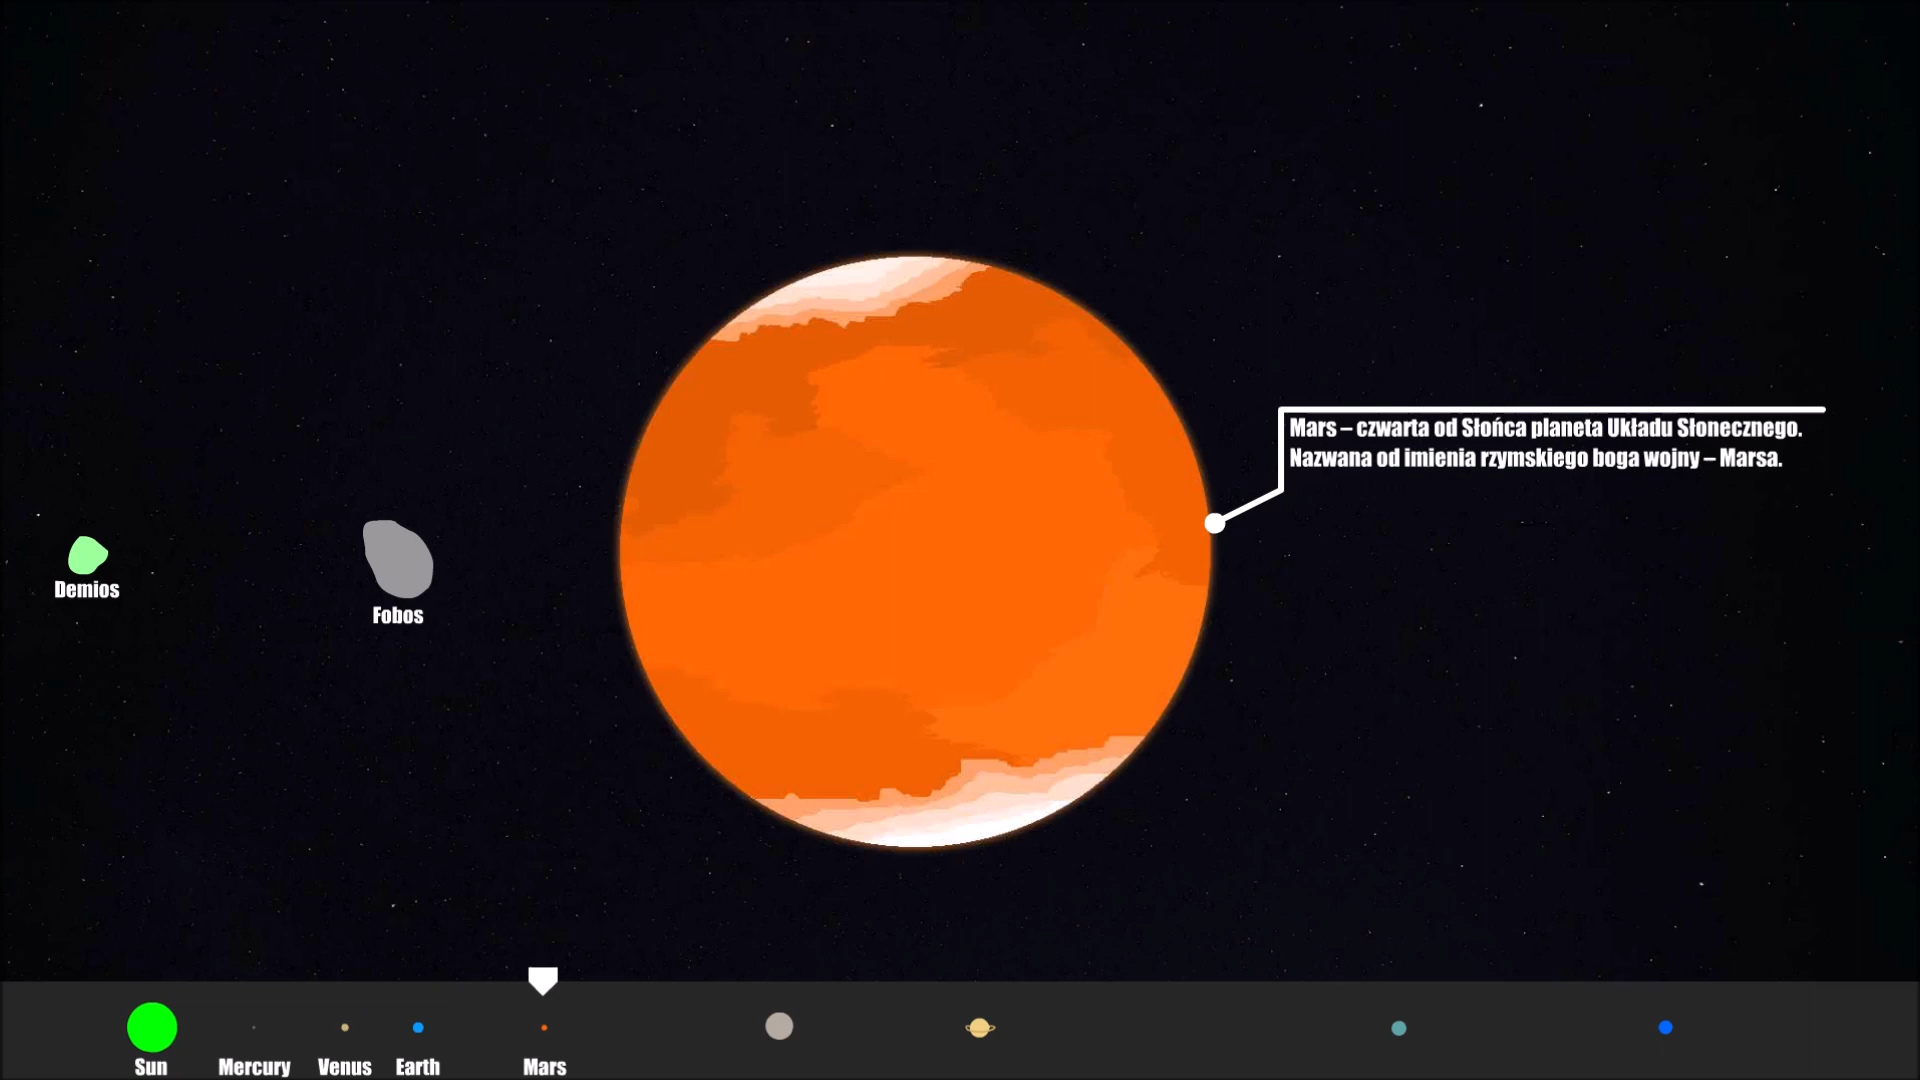 Mars – czwarta od Słońca planeta Układu Słonecznego.
Nazwana od imienia rzymskiego boga wojny – Marsa.
Demios
Fobos
Sun
Mercury
Venus
Earth
Mars